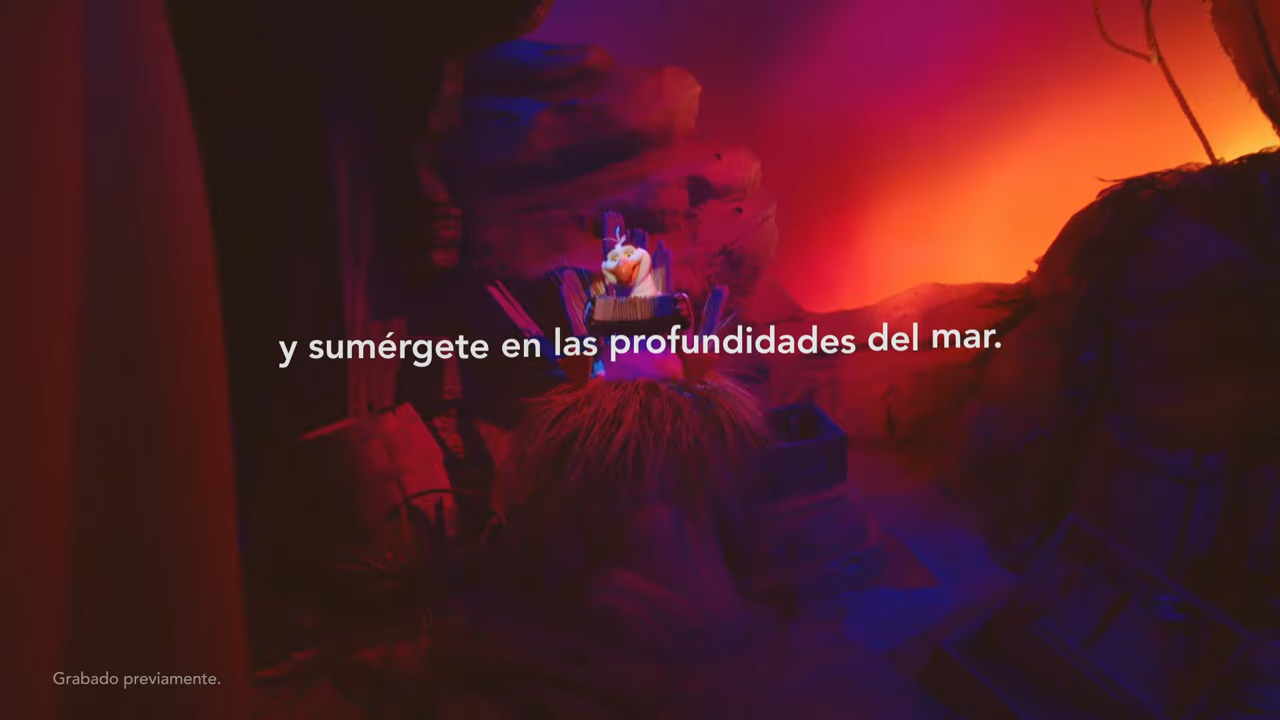 y sumérgete en las profundidades del mar.
Grabado previamente.